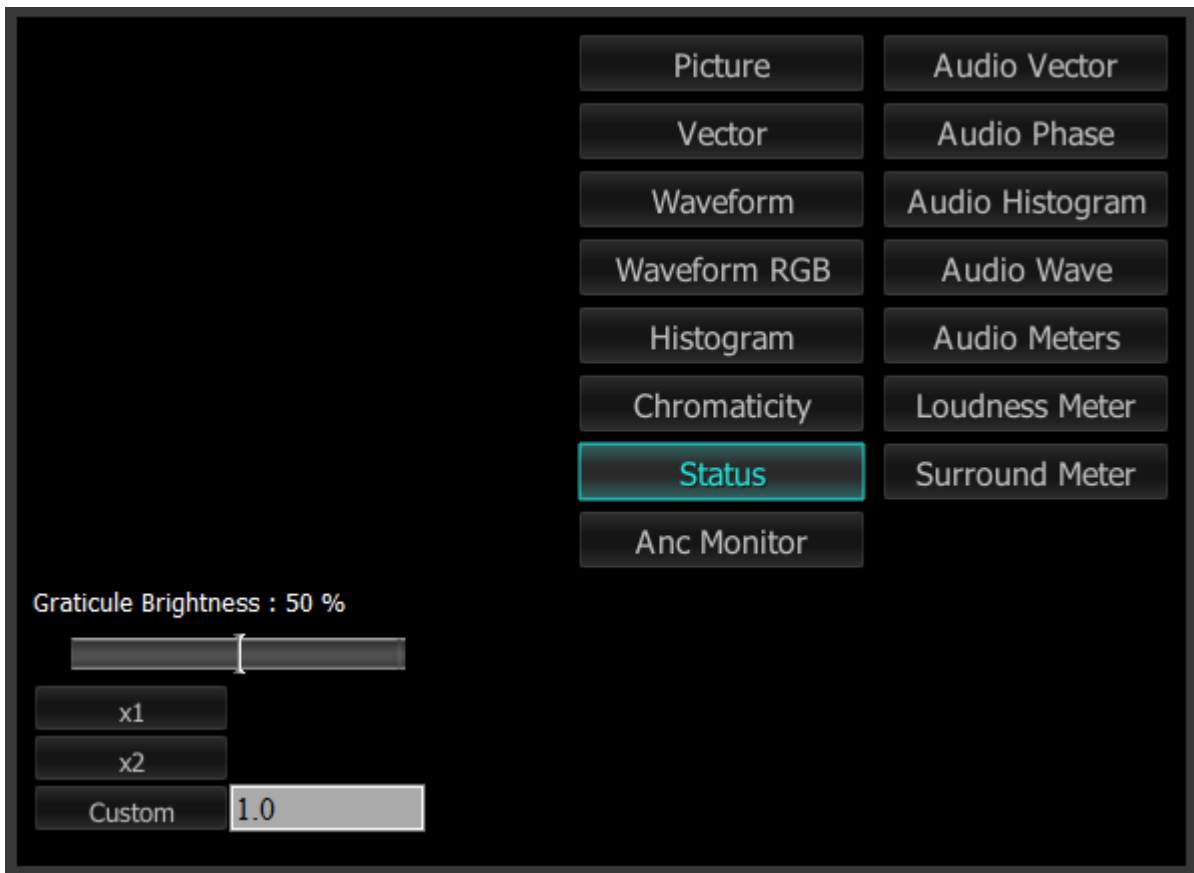 Picture
Audio Vector
Vector
Audio Phase
Waveform
Audio Histogram
Waveform RGB
Audio Wave
Histogram
Audio Meters
Chromaticity
Loudness Meter
Status
Surround Meter
Anc Monitor
Graticule Brightness : 50 %
x1
x2
Custom
1.0